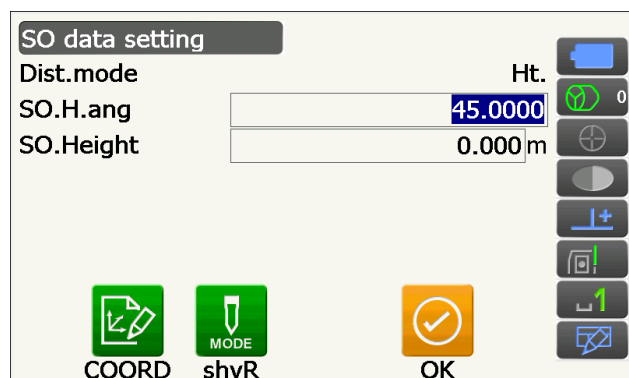 SO data setting
Dist.mode Ht.
SO.H.ang 45.0000
SO.Height 0.000 m
0
1
MODE
COORD shvR OK